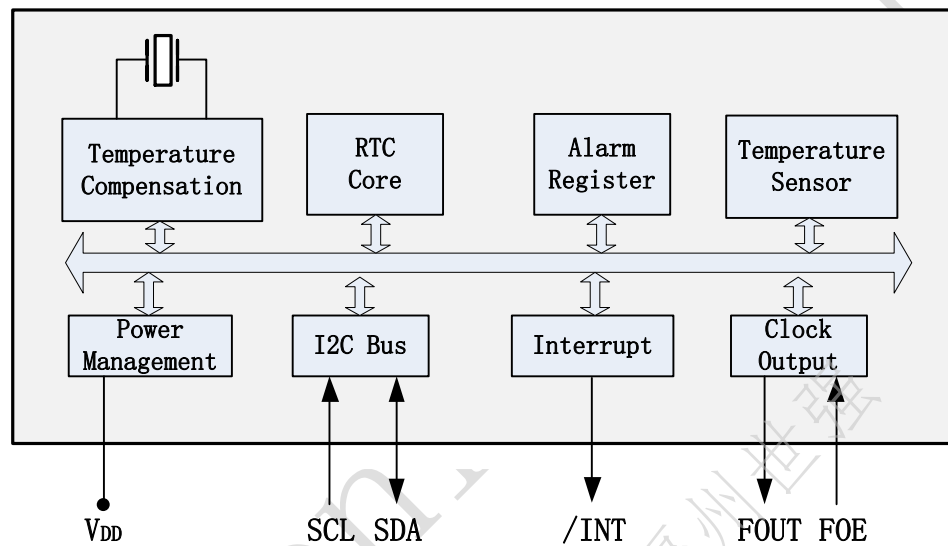 Temperature
Compensation
RTC
Core
Alarm
Register
Temperature
Sensor
Power
Management
I2C Bus
Interrupt
Clock
Output
VDD
SCL SDA
/INT
FOUT FOE